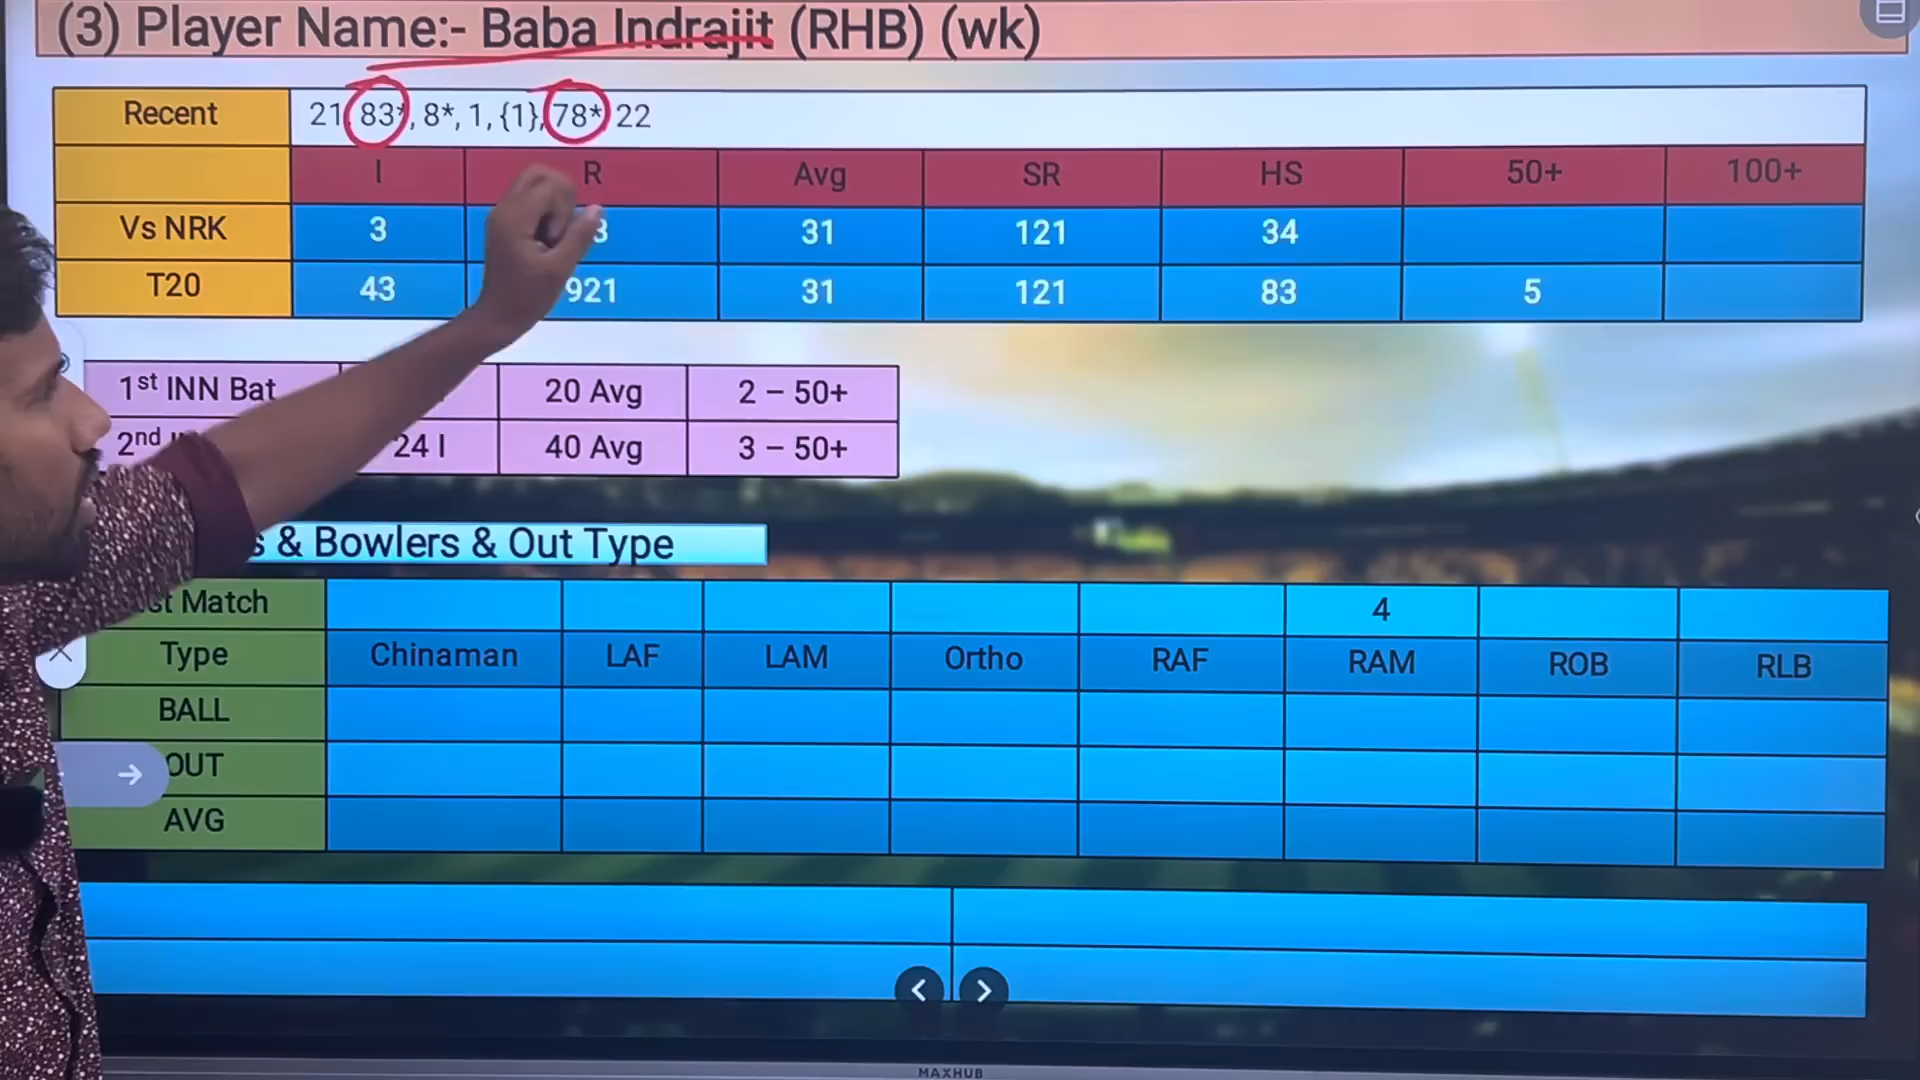 (3) Player Name:- Baba Indrajit (RHB) (wk)
Recent 21, 83*, 8*, 1, {1}, 78*, 22
I R Avg SR HS 50+ 100+
Vs NRK 3 3 31 121 34
T20 43 921 31 121 83 5
1st INN Bat 20 Avg 2 – 50+
2nd 24 I 40 Avg 3 – 50+
& Bowlers & Out Type
Match 4
Type Chinaman LAF LAM Ortho RAF RAM ROB RLB
BALL
OUT
AVG
MAXHUB